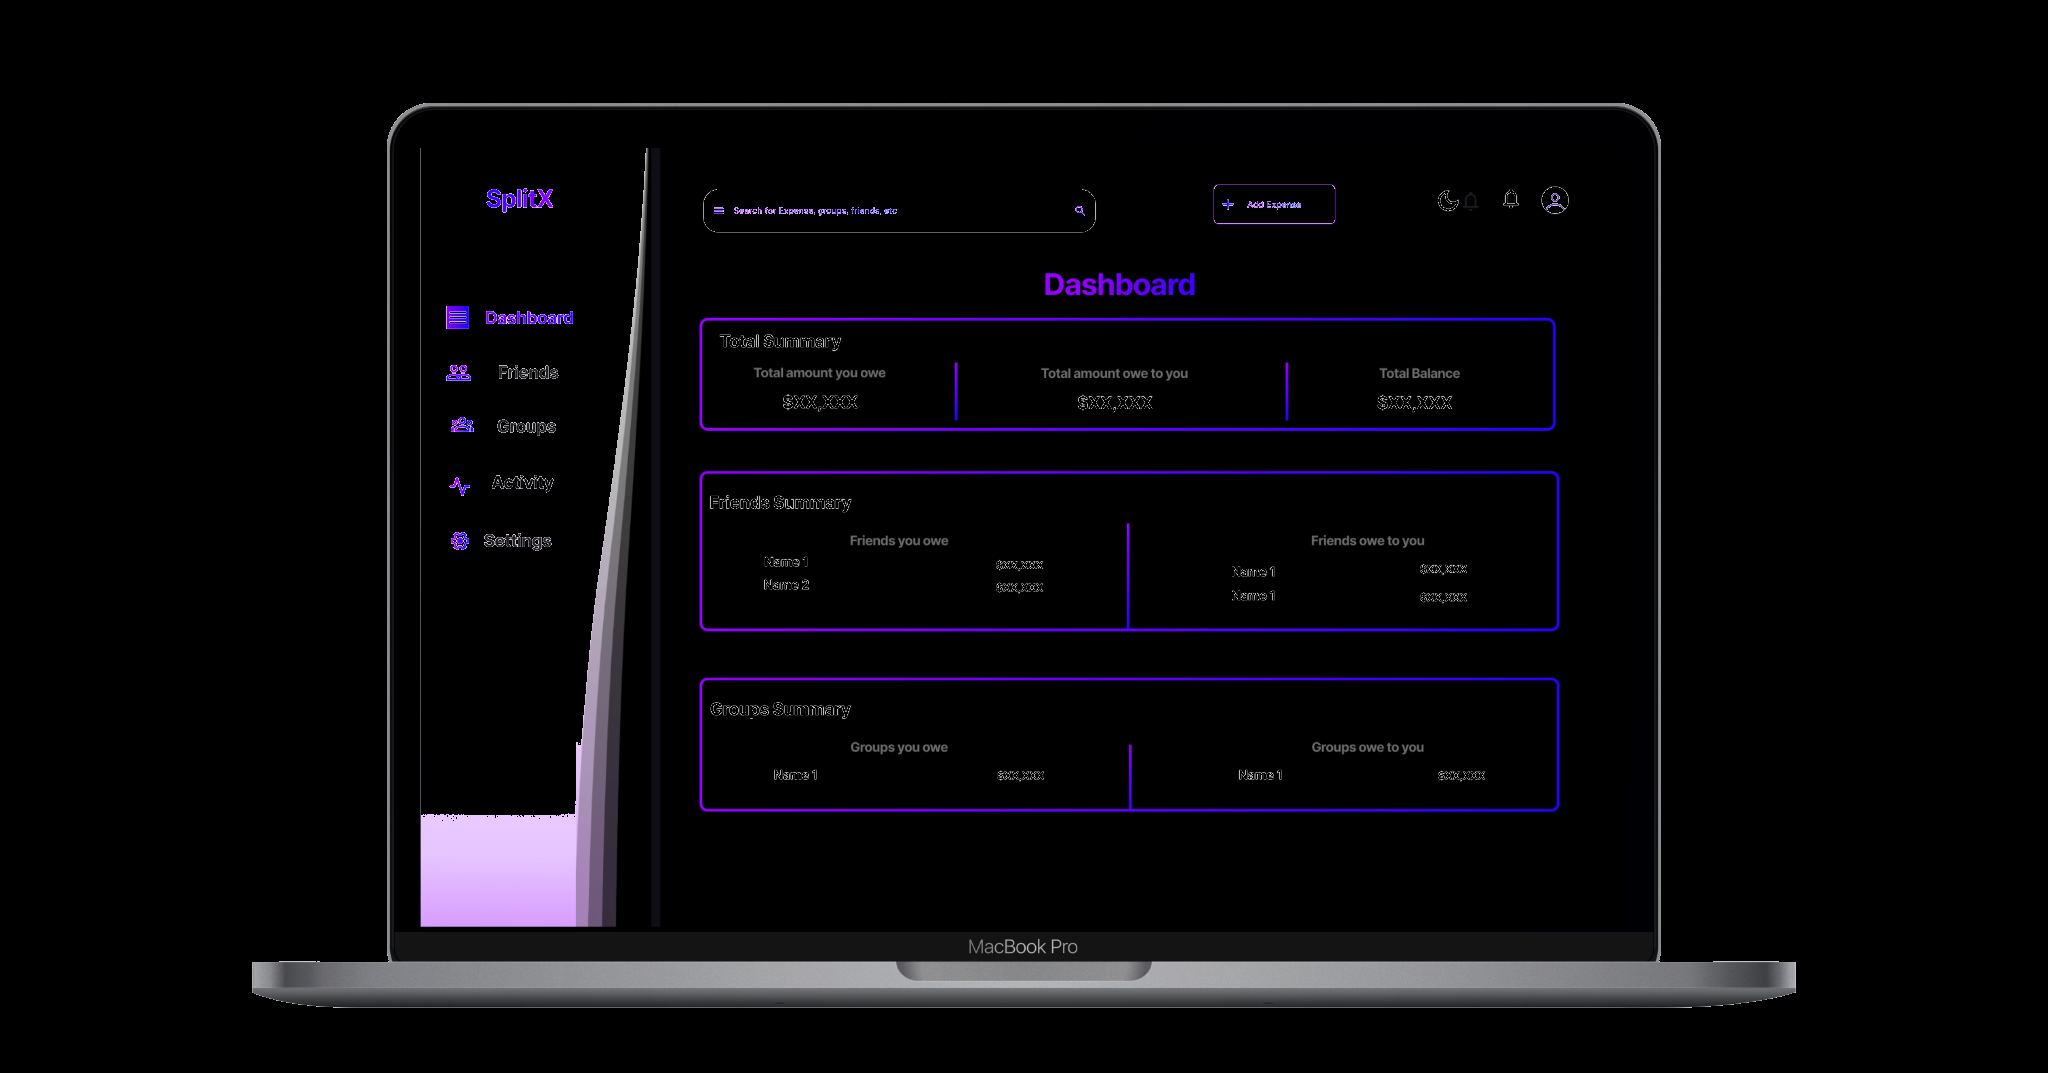 SplitX
Search for Expense, groups, friends, etc
Add Expense
Dashboard
Friends
Groups
Activity
Settings
Dashboard
Total Summary
Total amount you owe
Total amount owe to you
Total Balance
$XX,XXX
$XX,XXX
$XX,XXX
Friends Summary
Friends you owe
Friends owe to you
Name 1
$XX,XXX
Name 1
$XX,XXX
Name 2
$XX,XXX
Name 1
$XX,XXX
Groups Summary
Groups you owe
Groups owe to you
Name 1
$XX,XXX
Name 1
$XX,XXX
MacBook Pro